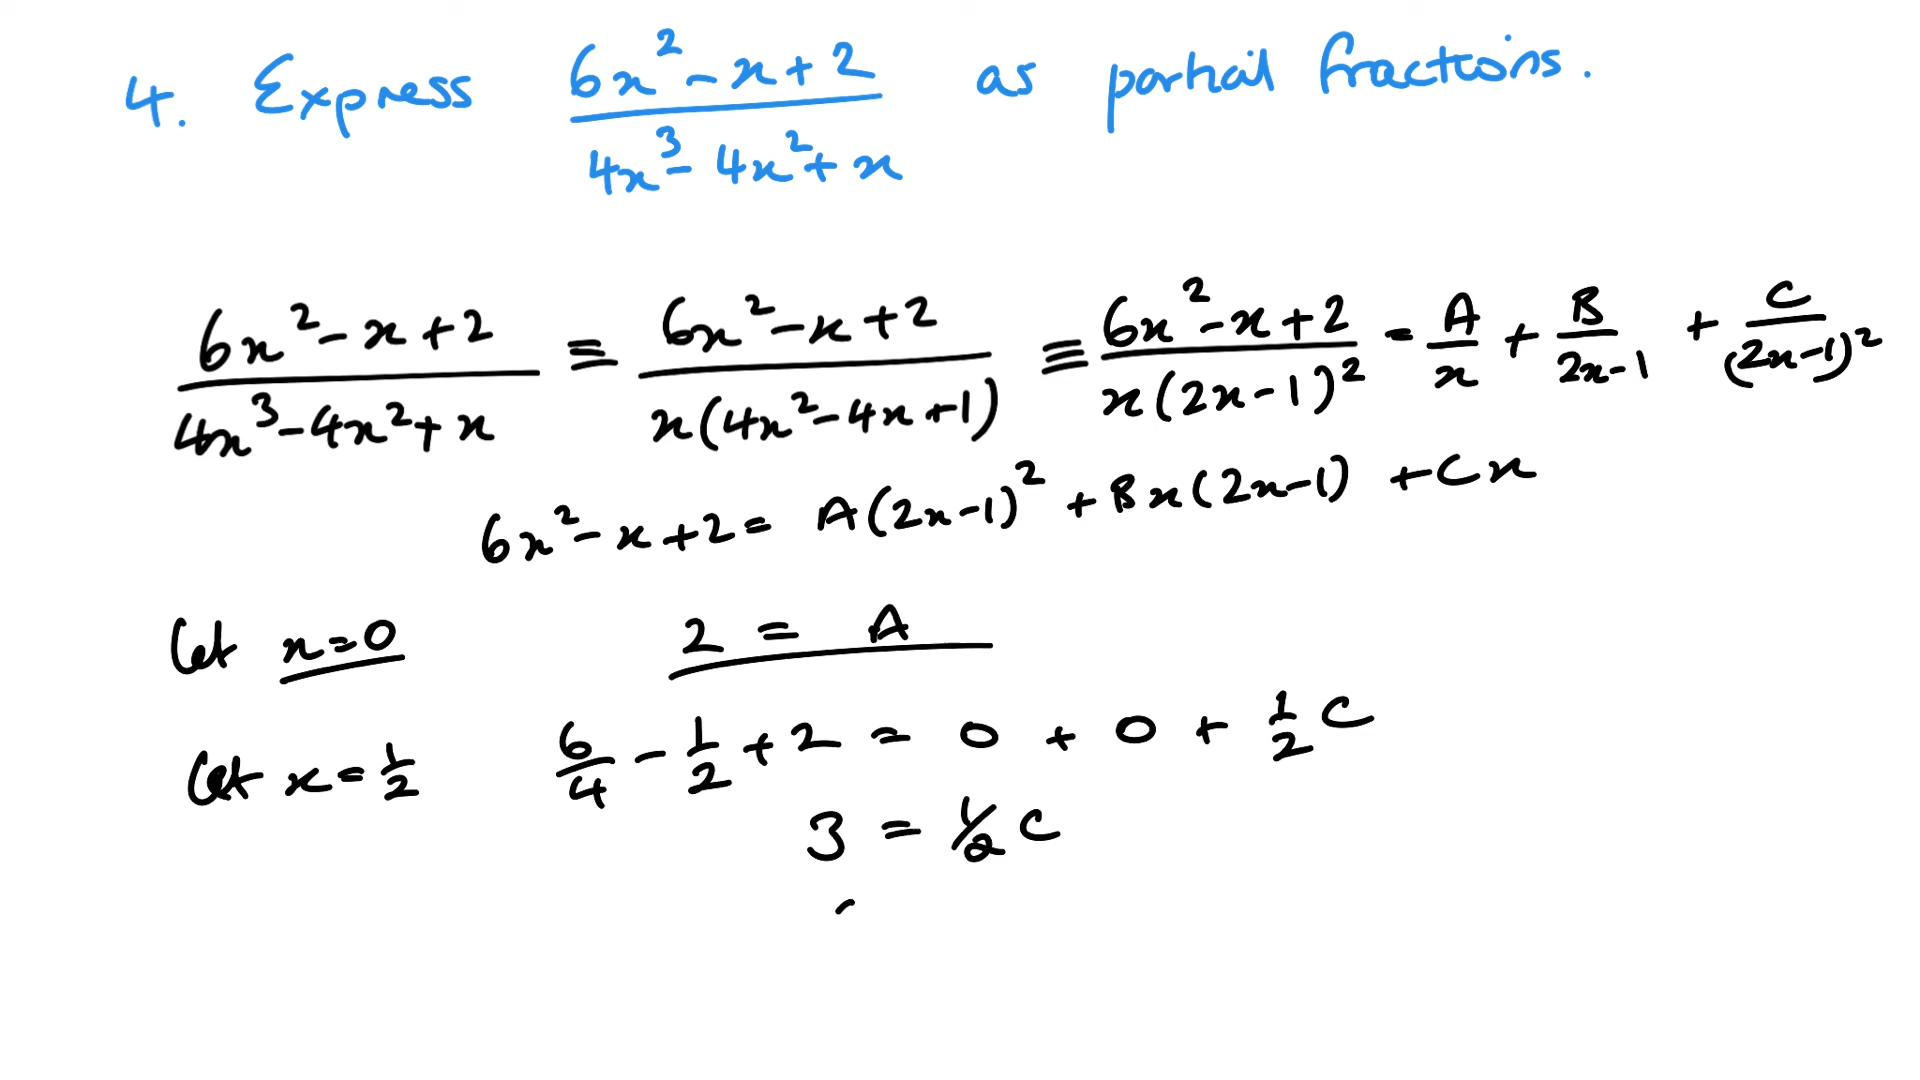 4. Express (6x² - x + 2)/(4x³ - 4x² + x) as partial fractions.
(6x² - x + 2)/(4x³ - 4x² + x) ≡ (6x² - x + 2)/(x(4x² - 4x + 1)) ≡ (6x² - x + 2)/(x(2x - 1)²) = A/x + B/(2x - 1) + C/(2x - 1)²
6x² - x + 2 = A(2x - 1)² + Bx(2x - 1) + Cx
Let x = 0 2 = A
Let x = 1/2 6/4 - 1/2 + 2 = 0 + 0 + 1/2 C
3 = 1/2 C